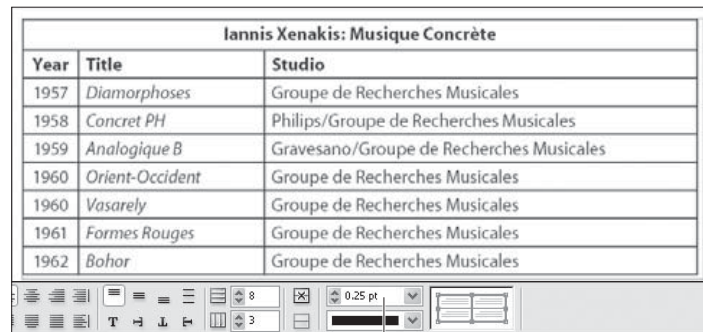 Iannis Xenakis: Musique Concrète
Year Title Studio
1957 Diamorphoses Groupe de Recherches Musicales
1958 Concret PH Philips/Groupe de Recherches Musicales
1959 Analogique B Gravesano/Groupe de Recherches Musicales
1960 Orient-Occident Groupe de Recherches Musicales
1960 Vasarely Groupe de Recherches Musicales
1961 Formes Rouges Groupe de Recherches Musicales
1962 Bohor Groupe de Recherches Musicales
8 0.25 pt
3